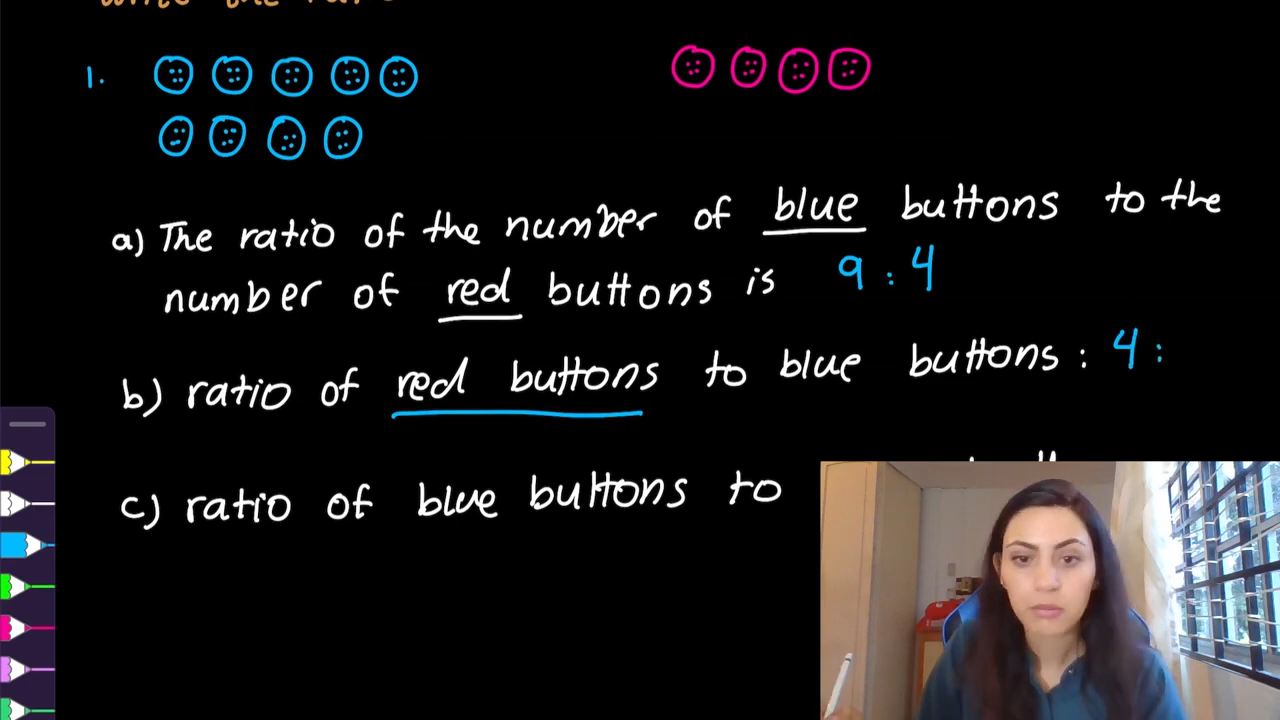 1.
a) The ratio of the number of blue buttons to the
number of red buttons is 9 : 4
b) ratio of red buttons to blue buttons : 4 :
c) ratio of blue buttons to